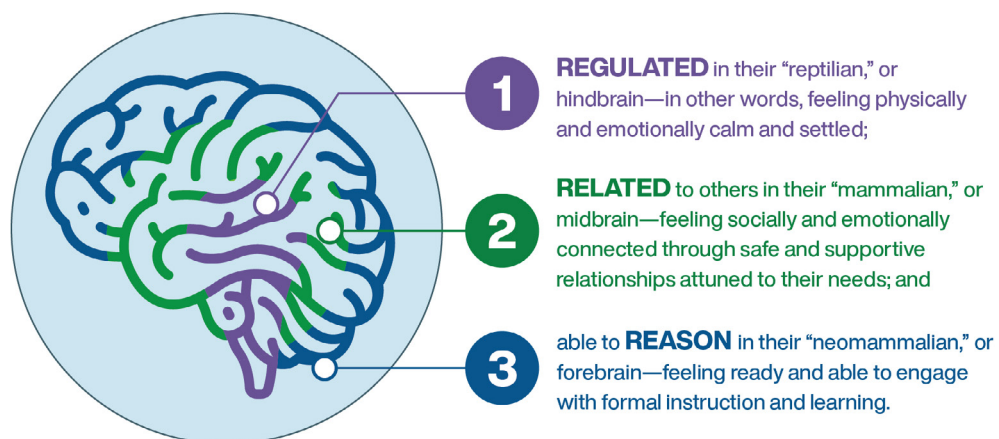 1
REGULATED in their “reptilian,” or
hindbrain—in other words, feeling physically
and emotionally calm and settled;
2
RELATED to others in their “mammalian,” or
midbrain—feeling socially and emotionally
connected through safe and supportive
relationships attuned to their needs; and
3
able to REASON in their “neomammalian,” or
forebrain—feeling ready and able to engage
with formal instruction and learning.